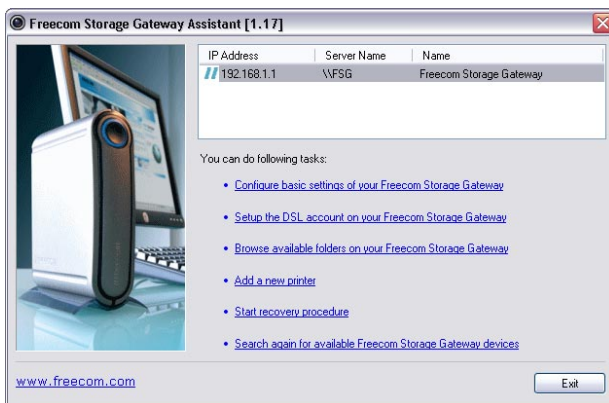 Freecom Storage Gateway Assistant [1.17]
IP Address Server Name Name
192.168.1.1 \\FSG Freecom Storage Gateway
You can do following tasks:
• Configure basic settings of your Freecom Storage Gateway
• Setup the DSL account on your Freecom Storage Gateway
• Browse available folders on your Freecom Storage Gateway
• Add a new printer
• Start recovery procedure
• Search again for available Freecom Storage Gateway devices
www.freecom.com Exit